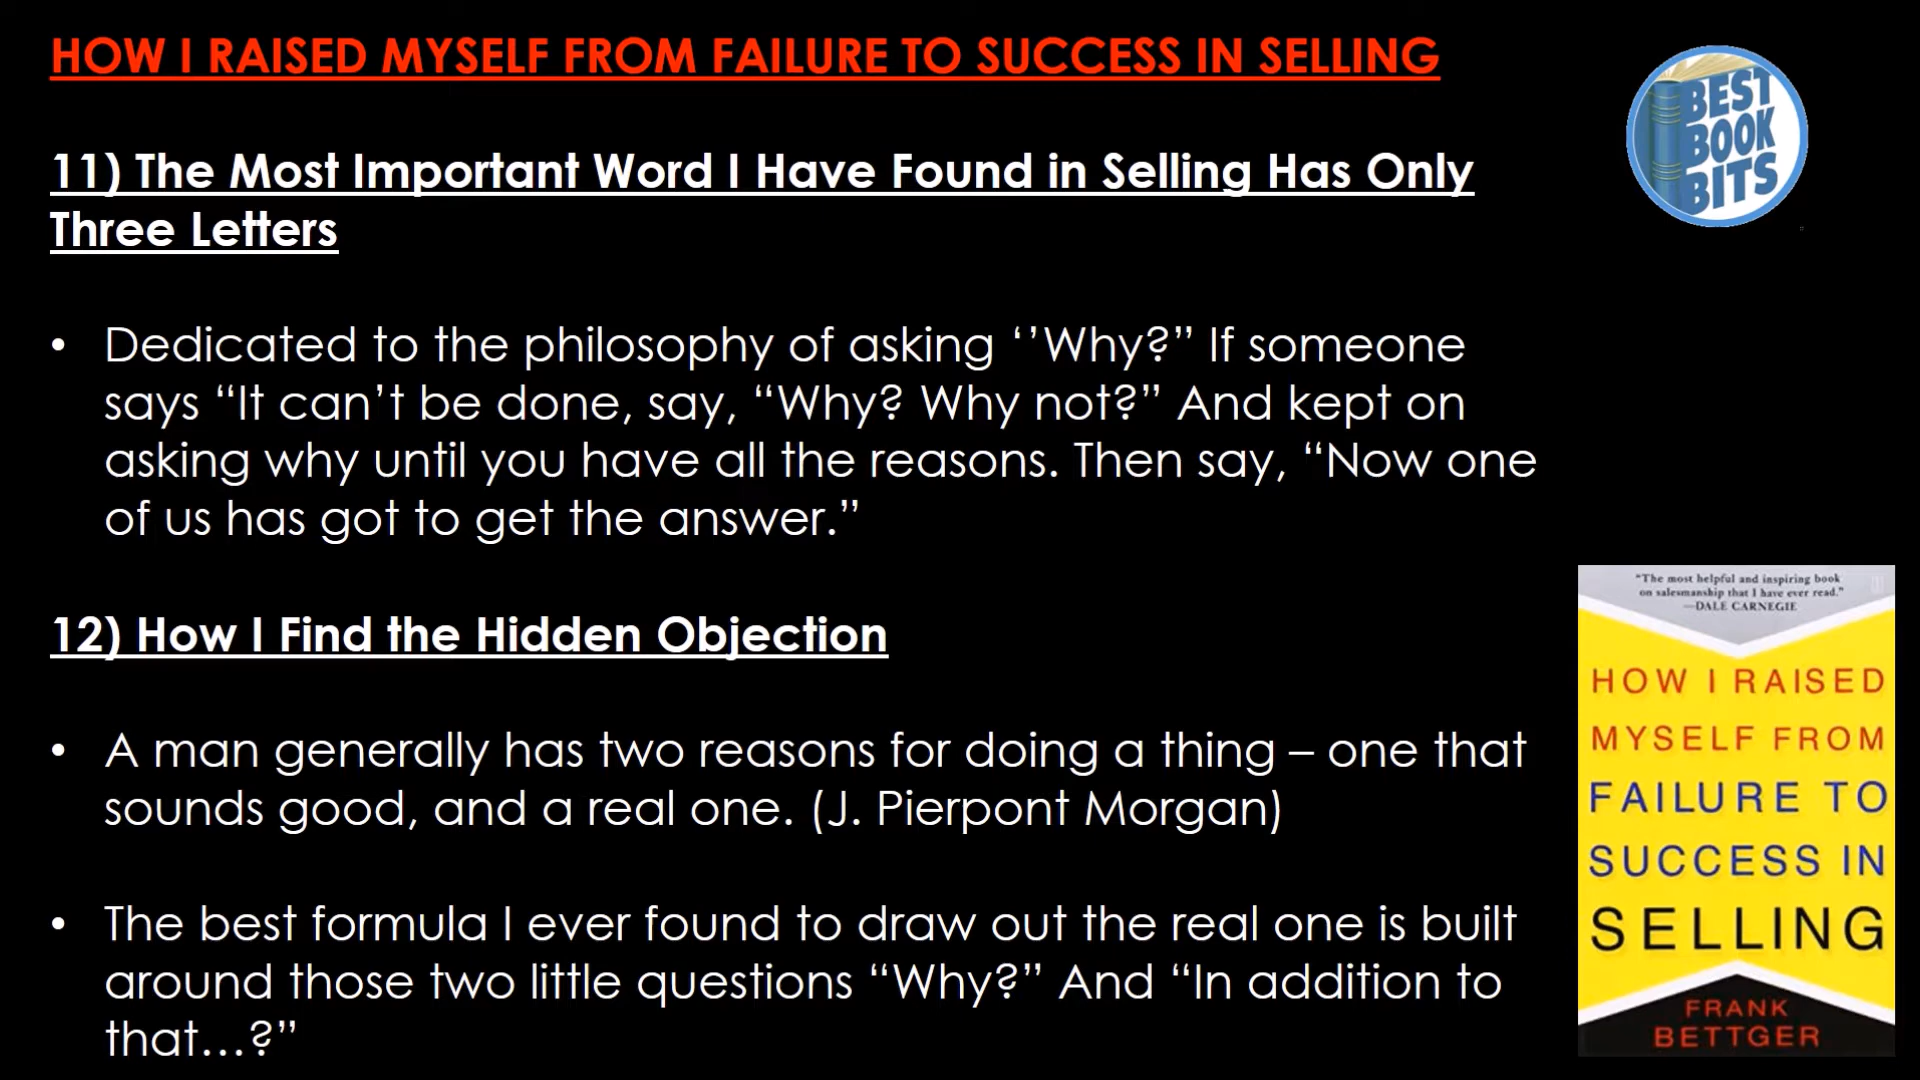 HOW I RAISED MYSELF FROM FAILURE TO SUCCESS IN SELLING
BEST
BOOK
BITS
11) The Most Important Word I Have Found in Selling Has Only
Three Letters
• Dedicated to the philosophy of asking ‘’Why?” If someone
says “It can’t be done, say, “Why? Why not?” And kept on
asking why until you have all the reasons. Then say, “Now one
of us has got to get the answer.”
12) How I Find the Hidden Objection
• A man generally has two reasons for doing a thing – one that
sounds good, and a real one. (J. Pierpont Morgan)
• The best formula I ever found to draw out the real one is built
around those two little questions “Why?” And “In addition to
that…?”
“The most helpful and inspiring book
on salesmanship that I have ever read.”
—DALE CARNEGIE
HOW I RAISED
MYSELF FROM
FAILURE TO
SUCCESS IN
SELLING
FRANK
BETTGER